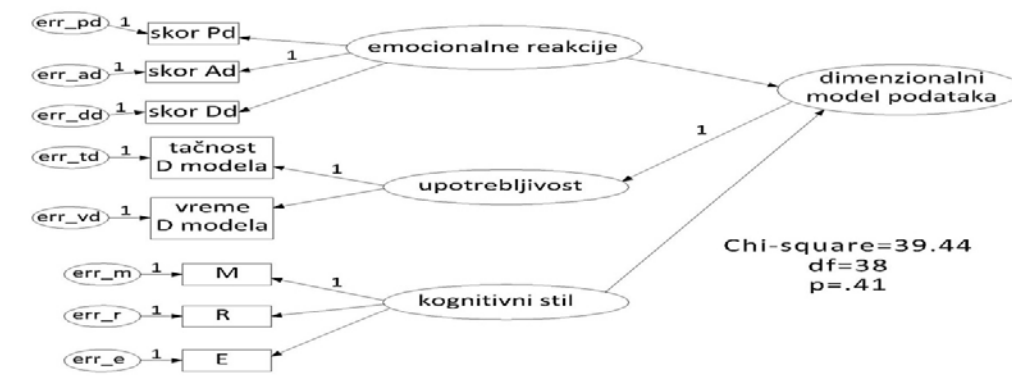 err_pd
1
skor Pd
emocionalne reakcije
err_ad
1
skor Ad
1
err_dd
1
skor Dd
dimenzionalni
model podataka
err_td
1
tačnost
D modela
1
upotrebljivost
1
err_vd
1
vreme
D modela
Chi-square=39.44
df=38
p=.41
err_m
1
M
1
kognitivni stil
err_r
1
R
err_e
1
E